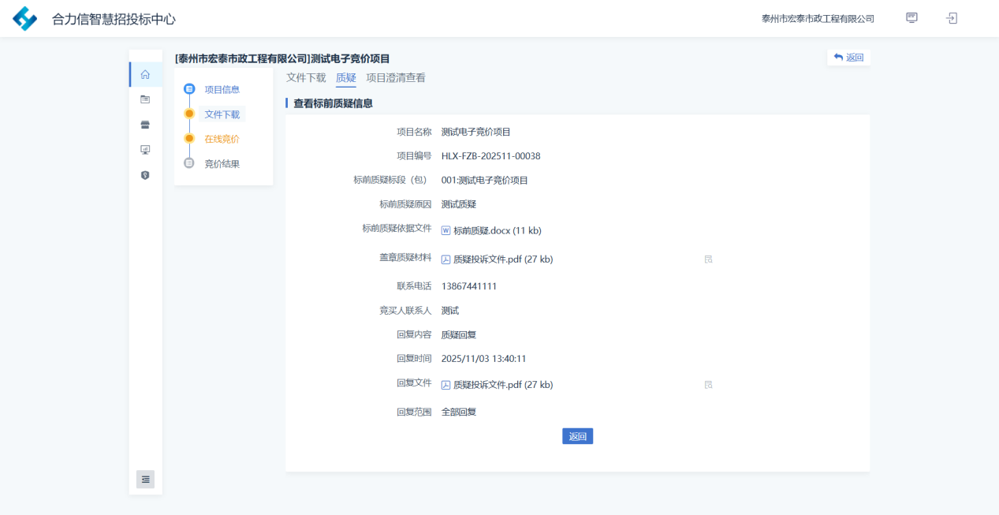 合力信智慧招投标中心
泰州市宏泰市政工程有限公司
[泰州市宏泰市政工程有限公司]测试电子竞价项目
返回
项目信息
文件下载
在线竞价
竞价结果
文件下载 质疑 项目澄清查看
查看标前质疑信息
项目名称 测试电子竞价项目
项目编号 HLX-FZB-202511-00038
标前质疑标段（包） 001:测试电子竞价项目
标前质疑原因 测试质疑
标前质疑依据文件 标前质疑.docx (11 kb)
盖章质疑材料 质疑投诉文件.pdf (27 kb)
联系电话 13867441111
竞买人联系人 测试
回复内容 质疑回复
回复时间 2025/11/03 13:40:11
回复文件 质疑投诉文件.pdf (27 kb)
回复范围 全部回复
返回